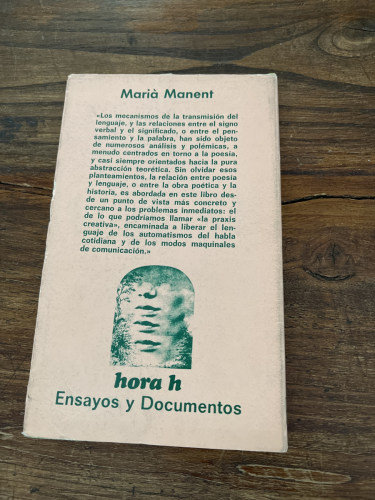 Marià Manent
«Los mecanismos de la transmisión del
lenguaje, y las relaciones entre el signo
verbal y el significado, o entre el pen-
samiento y la palabra, han sido objeto
de numerosos análisis y polémicas, a
menudo centrados en torno a la poesía,
y casi siempre orientados hacia la pura
abstracción teorética. Sin olvidar esos
planteamientos, la relación entre poesía
y lenguaje, o entre la obra poética y la
historia, es abordada en este libro des-
de un punto de vista más concreto y
cercano a los problemas inmediatos: el
de lo que podríamos llamar «la praxis
creativa», encaminada a liberar el len-
guaje de los automatismos del habla
cotidiana y de los modos maquinales
de comunicación.»
hora h
Ensayos y Documentos